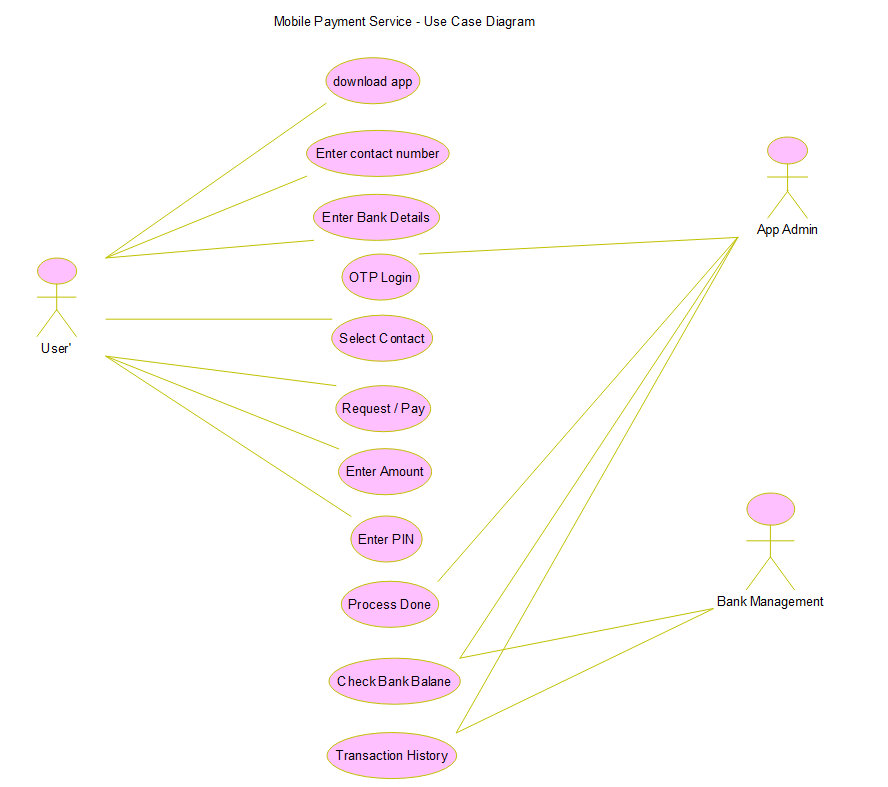 Mobile Payment Service - Use Case Diagram
download app
Enter contact number
Enter Bank Details
App Admin
OTP Login
Select Contact
User'
Request / Pay
Enter Amount
Enter PIN
Process Done
Bank Management
Check Bank Balane
Transaction History